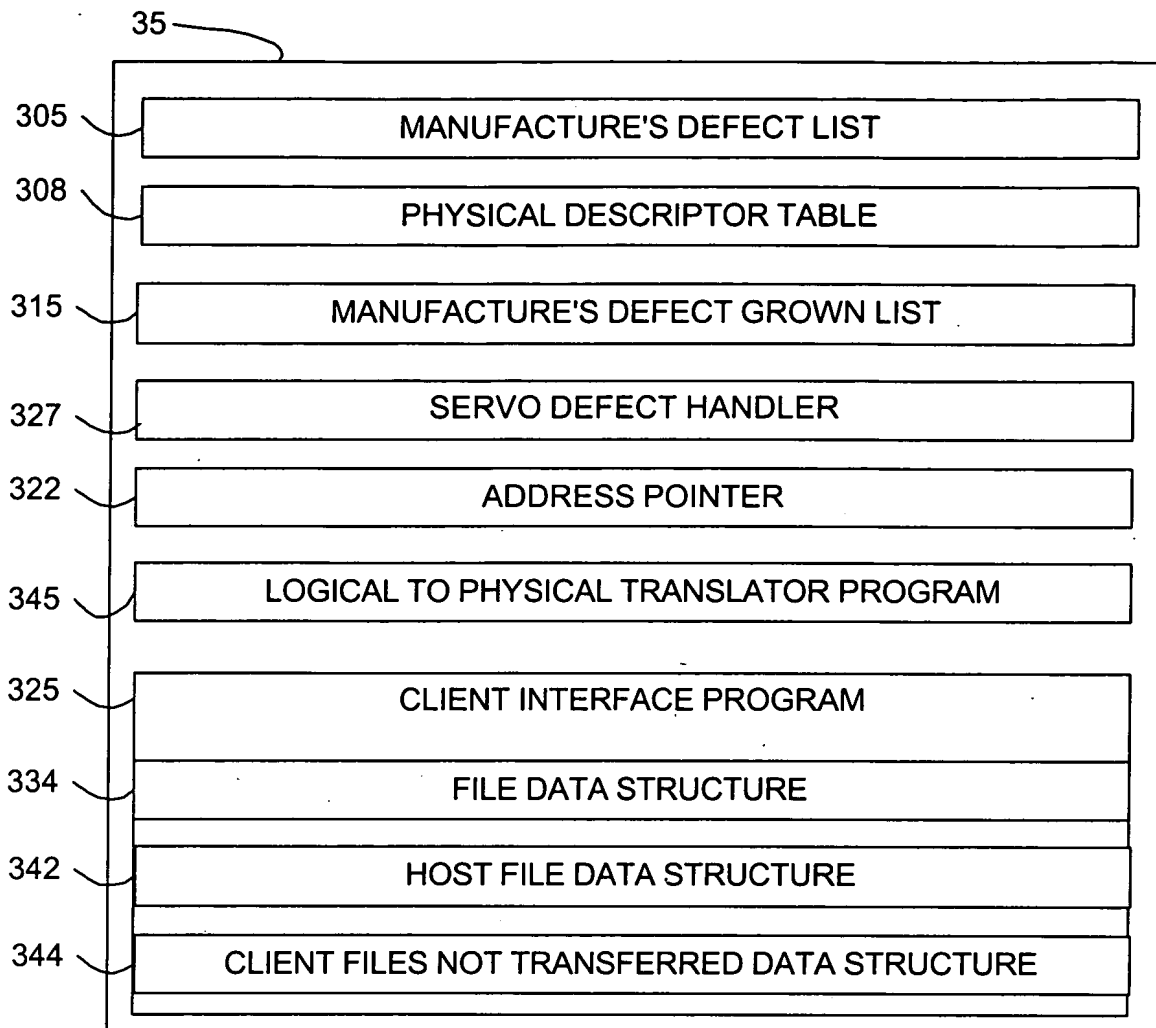 35
305 MANUFACTURE'S DEFECT LIST
308 PHYSICAL DESCRIPTOR TABLE
315 MANUFACTURE'S DEFECT GROWN LIST
327 SERVO DEFECT HANDLER
322 ADDRESS POINTER
345 LOGICAL TO PHYSICAL TRANSLATOR PROGRAM
325 CLIENT INTERFACE PROGRAM
334 FILE DATA STRUCTURE
342 HOST FILE DATA STRUCTURE
344 CLIENT FILES NOT TRANSFERRED DATA STRUCTURE